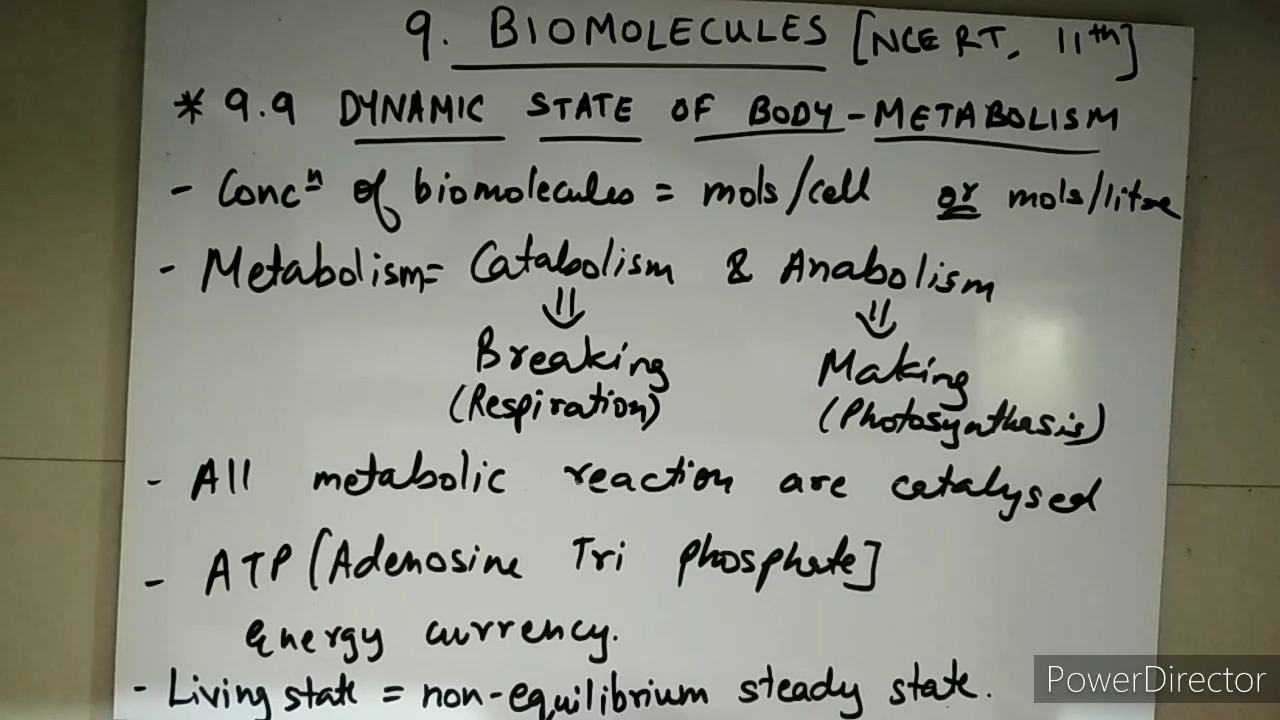 9. BIOMOLECULES [NCERT, 11th]
* 9.9 DYNAMIC STATE OF BODY - METABOLISM
- Concn of biomolecules = mols/cell or mols/litre
- Metabolism = Catabolism & Anabolism
⇓ ⇓
Breaking Making
(Respiration) (Photosynthesis)
- All metabolic reaction are catalysed
- ATP [Adenosine Tri phosphate]
energy currency.
- Living state = non-equilibrium steady state.
PowerDirector